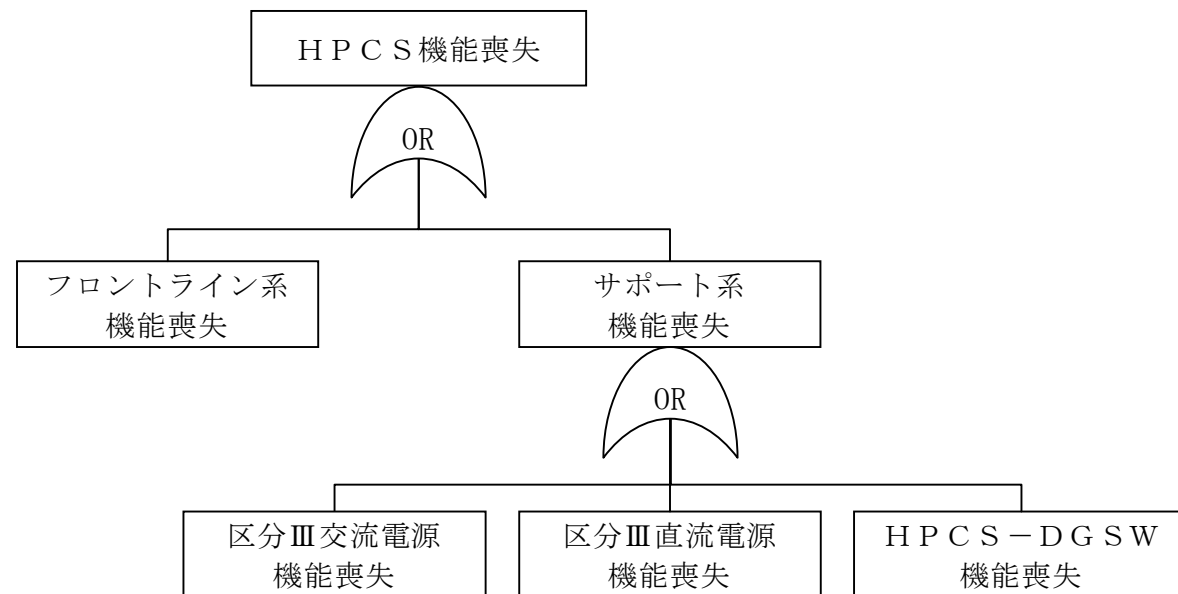 ＨＰＣＳ機能喪失
OR
フロントライン系
機能喪失
サポート系
機能喪失
OR
区分Ⅲ交流電源
機能喪失
区分Ⅲ直流電源
機能喪失
ＨＰＣＳ－ＤＧＳＷ
機能喪失